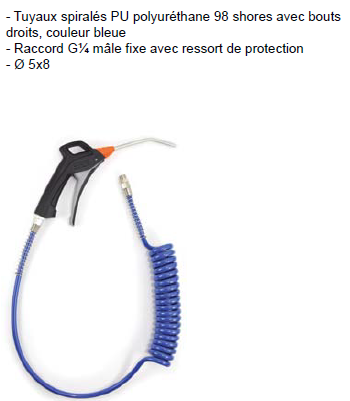 - Tuyaux spiralés PU polyuréthane 98 shores avec bouts
droits, couleur bleue
- Raccord G¼ mâle fixe avec ressort de protection
- Ø 5x8